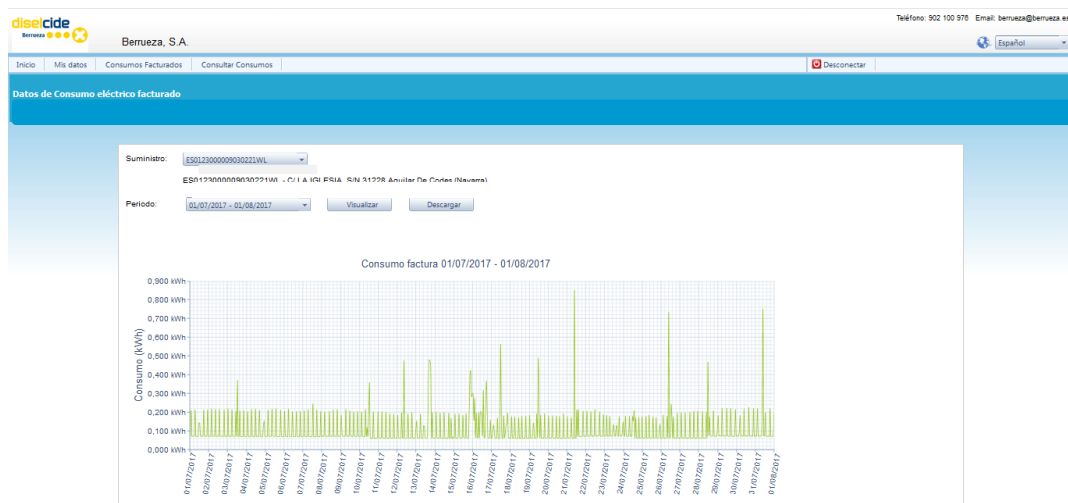 diselcide
Berrueza
Teléfono: 902 100 976 Email: berrueza@berrueza.es
Berrueza, S.A.
Español
Inicio Mis datos Consumos Facturados Consultar Consumos Desconectar
Datos de Consumo eléctrico facturado
Suministro: ES0123000009030221WL
ES0123000009030221WL - C/ LA IGLESIA, S/N 31228 Aguilar De Codes (Navarra)
Periodo: 01/07/2017 - 01/08/2017 Visualizar Descargar
Consumo factura 01/07/2017 - 01/08/2017
Consumo (kWh)
0,900 kWh
0,800 kWh
0,700 kWh
0,600 kWh
0,500 kWh
0,400 kWh
0,300 kWh
0,200 kWh
0,100 kWh
0,000 kWh
01/07/2017
02/07/2017
03/07/2017
04/07/2017
05/07/2017
06/07/2017
07/07/2017
08/07/2017
09/07/2017
10/07/2017
11/07/2017
12/07/2017
13/07/2017
14/07/2017
15/07/2017
16/07/2017
17/07/2017
18/07/2017
19/07/2017
20/07/2017
21/07/2017
22/07/2017
23/07/2017
24/07/2017
25/07/2017
26/07/2017
27/07/2017
28/07/2017
29/07/2017
30/07/2017
31/07/2017
01/08/2017